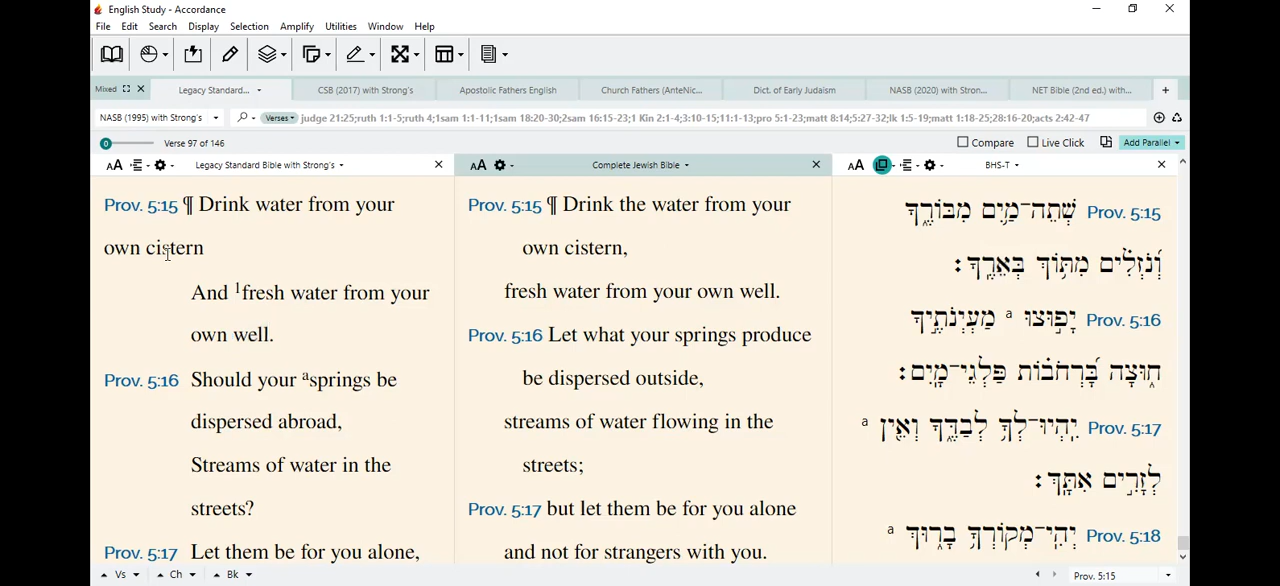 English Study - Accordance
File Edit Search Display Selection Amplify Utilities Window Help
Mixed Legacy Standard... CSB (2017) with Strong's Apostolic Fathers English Church Fathers (AnteNic... Dict. of Early Judaism NASB (2020) with Stron... NET Bible (2nd ed.) with...
NASB (1995) with Strong's Verses judge 21:25;ruth 1:1-5;ruth 4;1sam 1:1-11;1sam 18:20-30;2sam 16:15-23;1 Kin 2:1-4;3:10-15;11:1-13;pro 5:1-23;matt 8:14;5:27-32;lk 1:5-19;matt 1:18-25;28:16-20;acts 2:42-47
0 Verse 97 of 146 Compare Live Click Add Parallel
AA Legacy Standard Bible with Strong's
Prov. 5:15 ¶ Drink water from your
own cistern
And 1fresh water from your
own well.
Prov. 5:16 Should your asprings be
dispersed abroad,
Streams of water in the
streets?
Prov. 5:17 Let them be for you alone,
AA Complete Jewish Bible
Prov. 5:15 ¶ Drink the water from your
own cistern,
fresh water from your own well.
Prov. 5:16 Let what your springs produce
be dispersed outside,
streams of water flowing in the
streets;
Prov. 5:17 but let them be for you alone
and not for strangers with you.
AA BHS-T
Prov. 5:15 שְׁתֵה־מַ֥יִם מִבּוֹרֶ֑ךָ
וְ֝נֹזְלִ֗ים מִתּ֥וֹךְ בְּאֵרֶֽךָ׃
Prov. 5:16 יָפ֣וּצוּ a מַעְיְנֹתֶ֣יךָ
ח֑וּצָה בָּ֝רְחֹב֗וֹת פַּלְגֵי־מָֽיִם׃
Prov. 5:17 יִֽהְיוּ־לְךָ֥ לְבַדֶּ֑ךָ וְאֵ֖ין a
לְזָרִ֣ים אִתָּֽךְ׃
Prov. 5:18 יְהִֽי־מְקוֹרְךָ֥ בָר֑וּךְ a
Vs Ch Bk Prov. 5:15